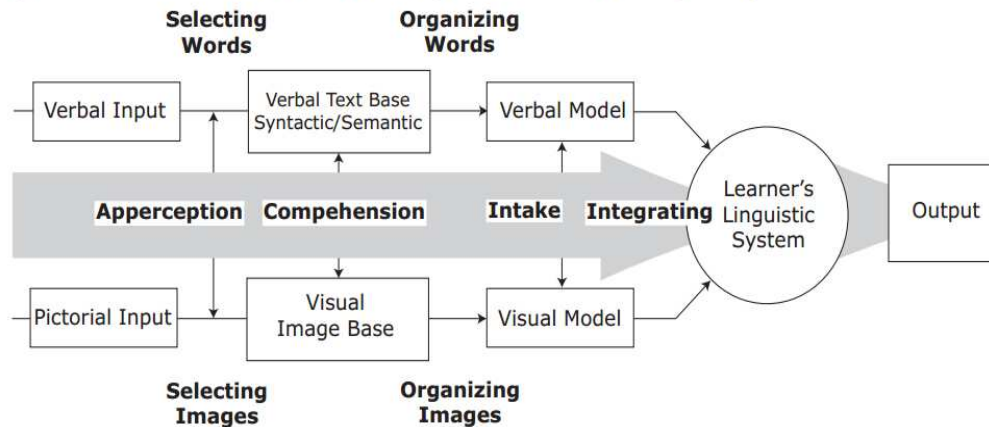 Selecting
Words
Organizing
Words
Verbal Input
Verbal Text Base
Syntactic/Semantic
Verbal Model
Apperception
Compehension
Intake
Integrating
Learner's
Linguistic
System
Output
Pictorial Input
Visual
Image Base
Visual Model
Selecting
Images
Organizing
Images